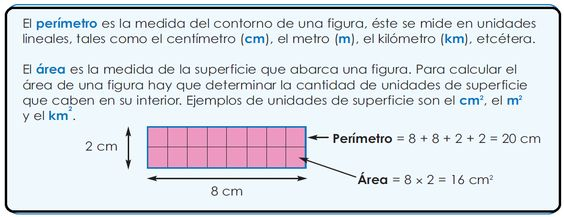 El perímetro es la medida del contorno de una figura, éste se mide en unidades
lineales, tales como el centímetro (cm), el metro (m), el kilómetro (km), etcétera.
El área es la medida de la superficie que abarca una figura. Para calcular el
área de una figura hay que determinar la cantidad de unidades de superficie
que caben en su interior. Ejemplos de unidades de superficie son el cm², el m²
y el km².
2 cm
Perímetro = 8 + 8 + 2 + 2 = 20 cm
Área = 8 × 2 = 16 cm²
8 cm